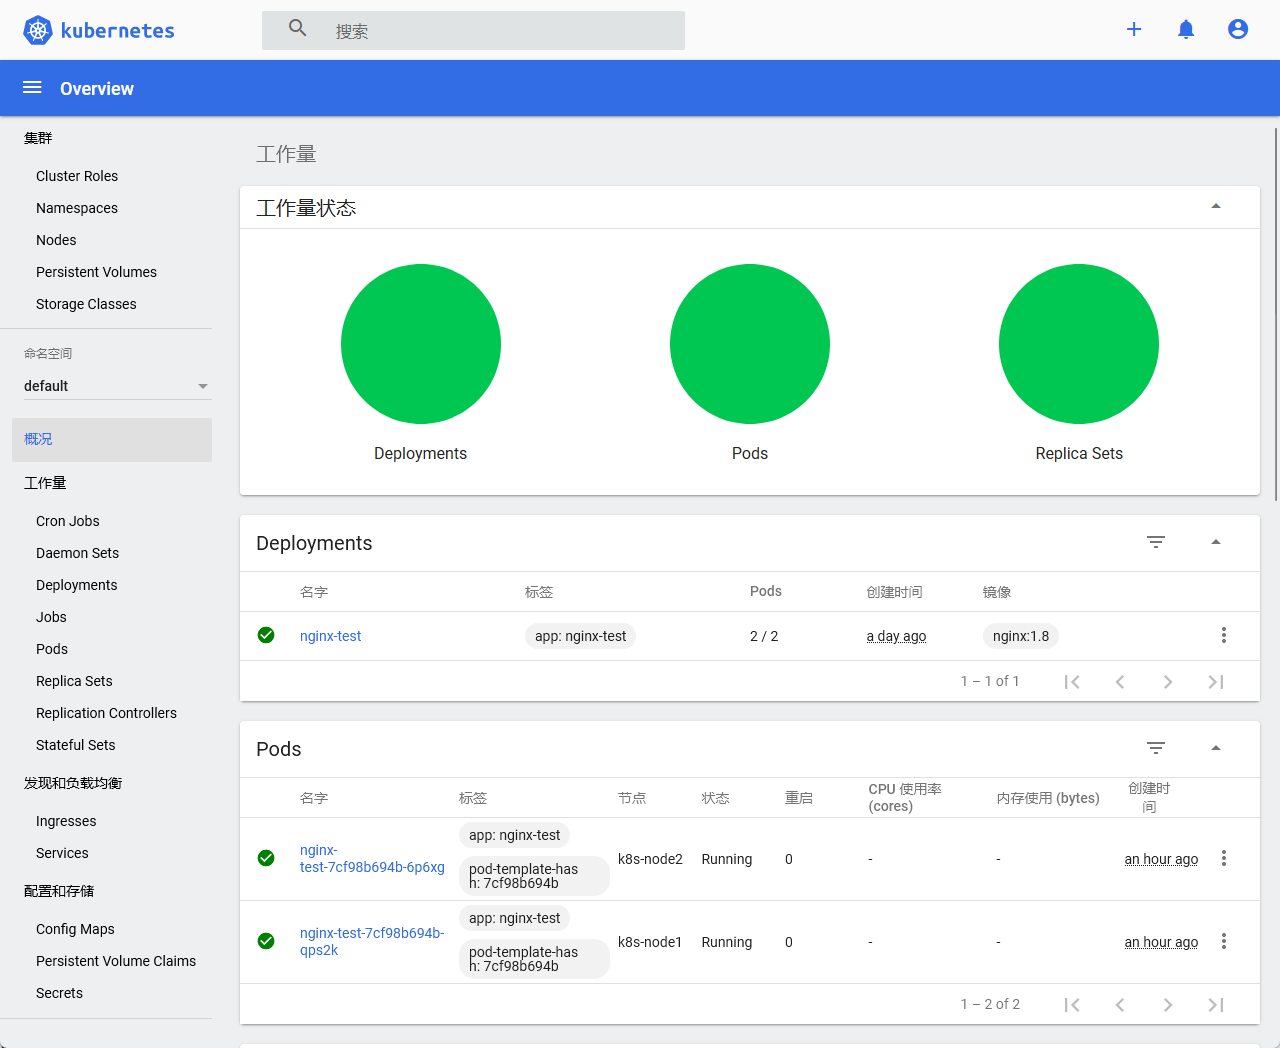 kubernetes
搜索
Overview
集群
Cluster Roles
Namespaces
Nodes
Persistent Volumes
Storage Classes
命名空间
default
概况
工作量
Cron Jobs
Daemon Sets
Deployments
Jobs
Pods
Replica Sets
Replication Controllers
Stateful Sets
发现和负载均衡
Ingresses
Services
配置和存储
Config Maps
Persistent Volume Claims
Secrets
工作量
工作量状态
Deployments Pods Replica Sets
Deployments
名字 标签 Pods 创建时间 镜像
nginx-test app: nginx-test 2 / 2 a day ago nginx:1.8
1 – 1 of 1
Pods
名字 标签 节点 状态 重启 CPU 使用率 (cores) 内存使用 (bytes) 创建时间
nginx-
test-7cf98b694b-6p6xg
app: nginx-test
pod-template-has
h: 7cf98b694b
k8s-node2 Running 0 - - an hour ago
nginx-test-7cf98b694b-
qps2k
app: nginx-test
pod-template-has
h: 7cf98b694b
k8s-node1 Running 0 - - an hour ago
1 – 2 of 2